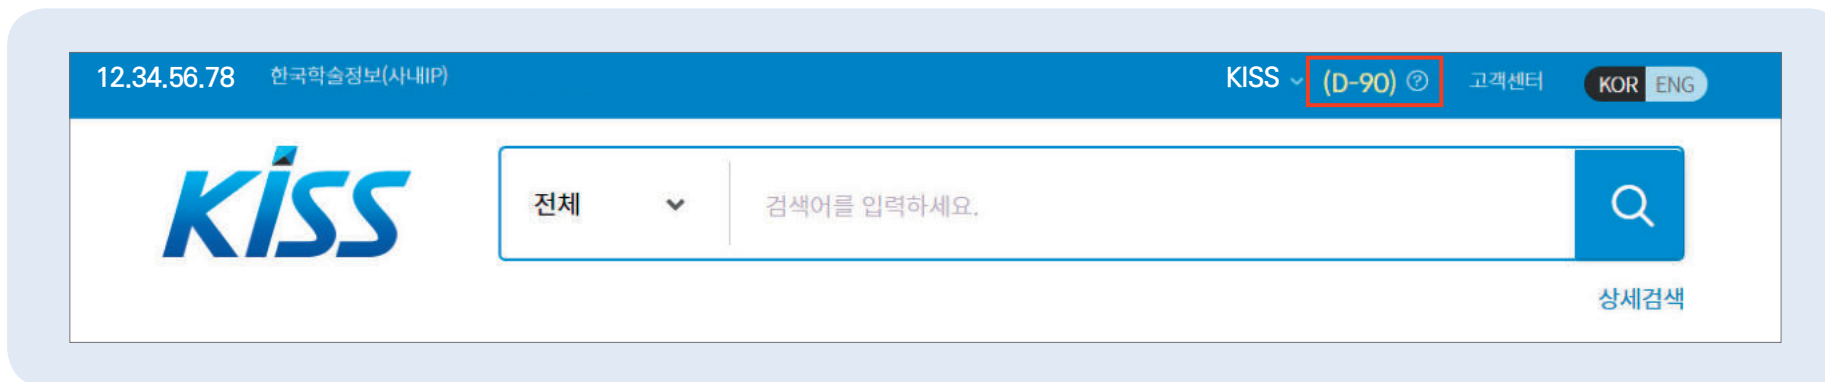 12.34.56.78 한국학술정보(사내IP) KISS (D-90) ? 고객센터 KOR ENG
KISS 전체 검색어를 입력하세요.
상세검색